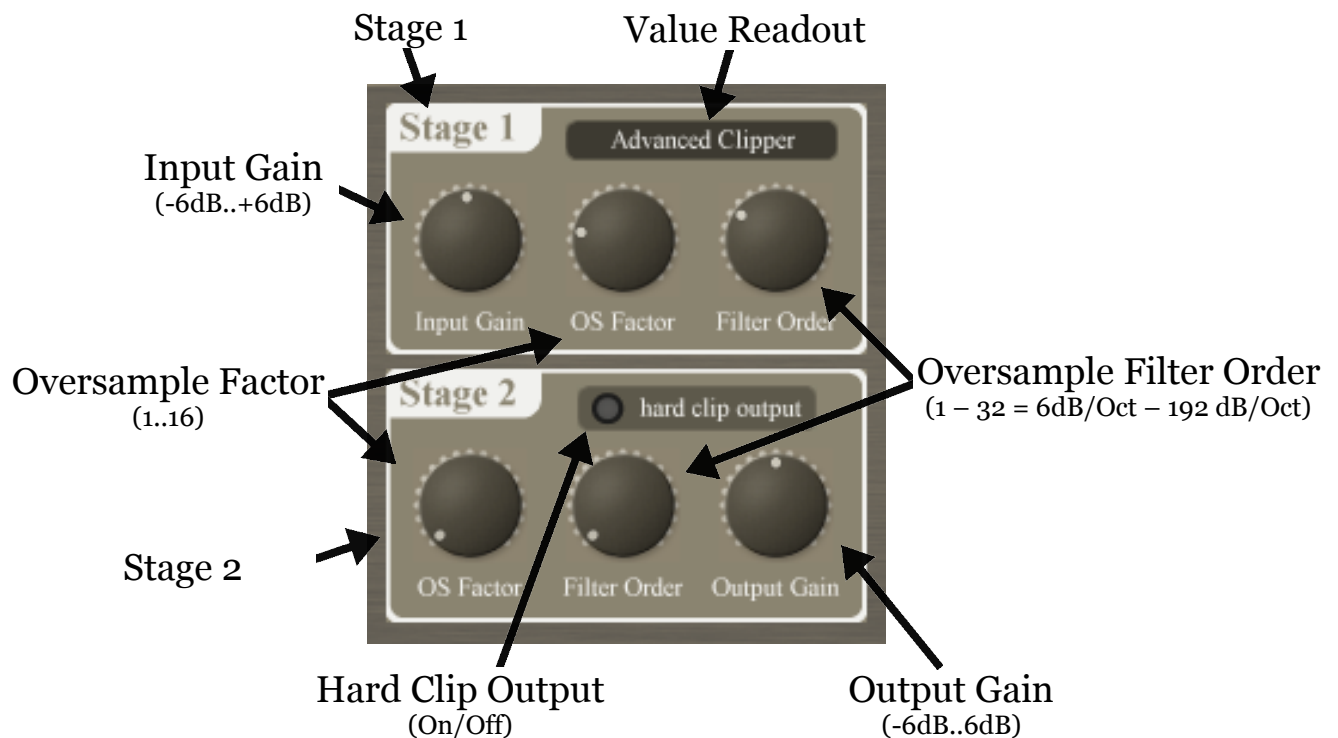 Stage 1
Value Readout
Stage 1
Advanced Clipper
Input Gain
(-6dB..+6dB)
Input Gain
OS Factor
Filter Order
Oversample Factor
(1..16)
Oversample Filter Order
(1 – 32 = 6dB/Oct – 192 dB/Oct)
Stage 2
hard clip output
Stage 2
OS Factor
Filter Order
Output Gain
Hard Clip Output
(On/Off)
Output Gain
(-6dB..6dB)